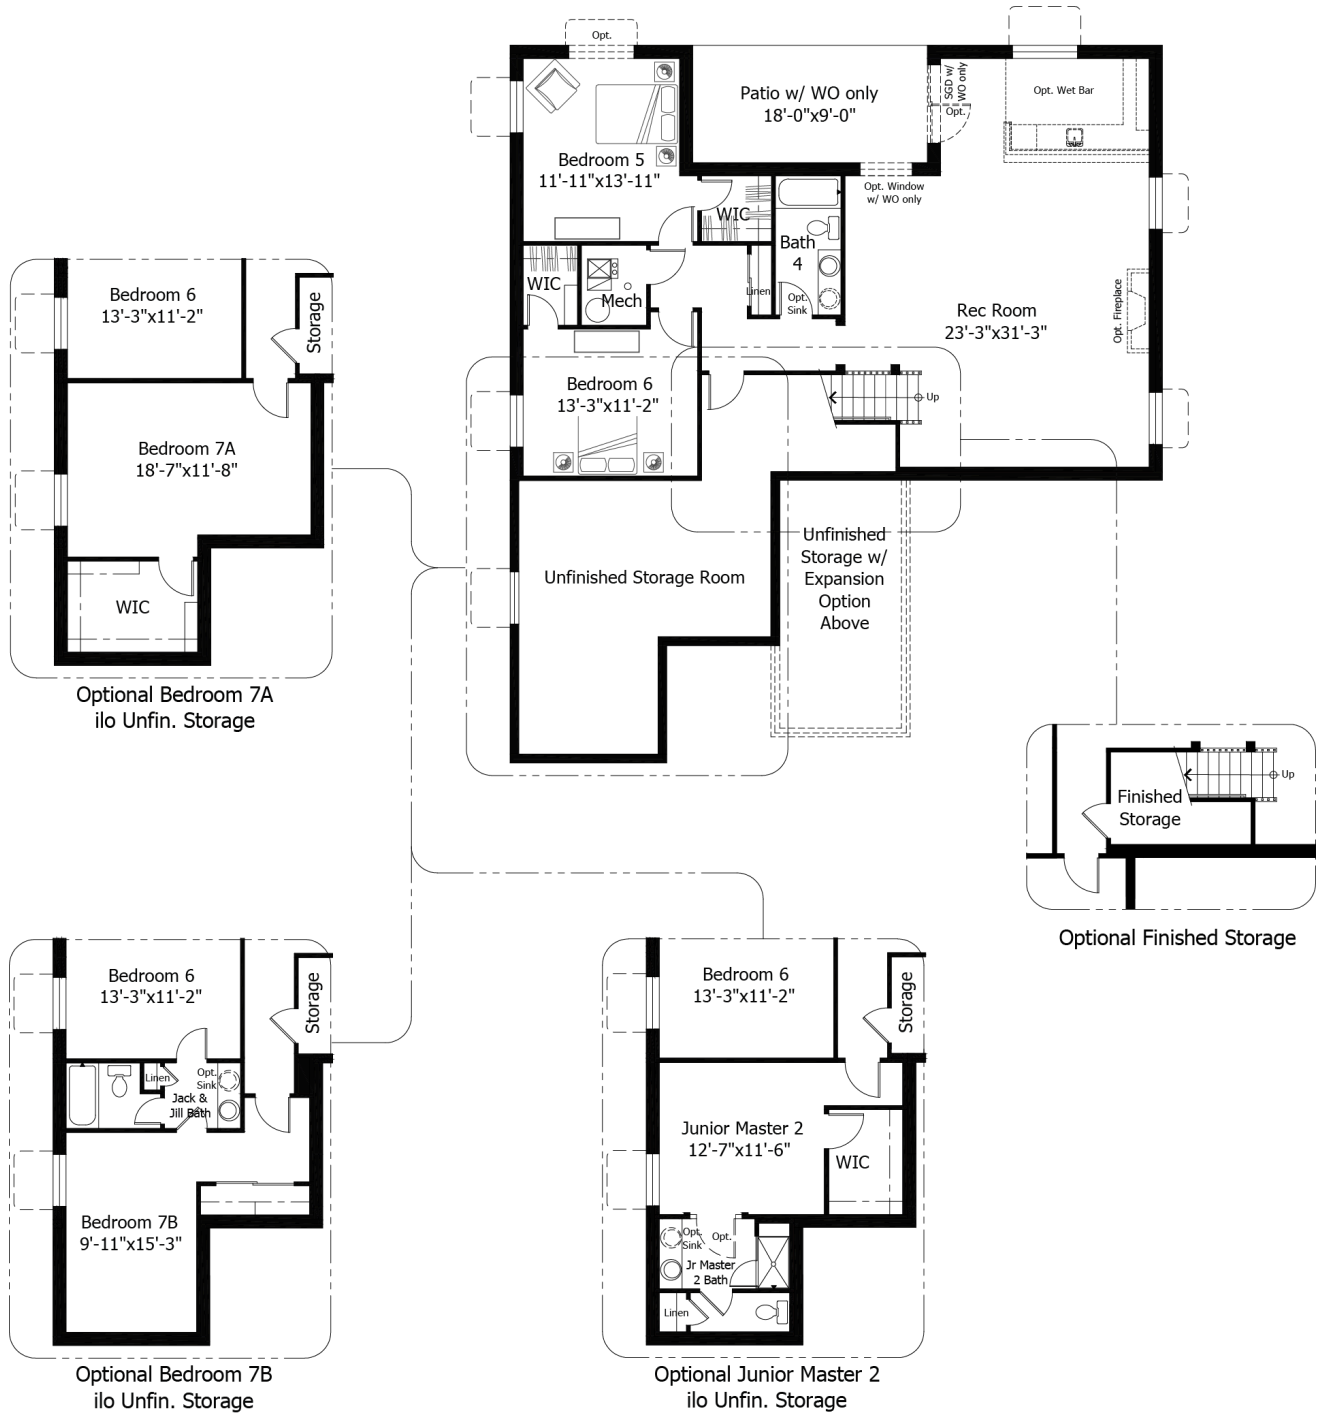 Opt.
Patio w/ WO only
18'-0"x9'-0"
SGD w/
WO only
Opt.
Opt. Wet Bar
Bedroom 5
11'-11"x13'-11"
Opt. Window
w/ WO only
WIC
Bath
4
WIC
Mech
Linen
Opt.
Sink
Rec Room
23'-3"x31'-3"
Opt. Fireplace
Bedroom 6
13'-3"x11'-2"
Up
Unfinished Storage Room
Unfinished
Storage w/
Expansion
Option
Above
Bedroom 6
13'-3"x11'-2"
Storage
Bedroom 7A
18'-7"x11'-8"
WIC
Optional Bedroom 7A
ilo Unfin. Storage
Up
Finished
Storage
Optional Finished Storage
Bedroom 6
13'-3"x11'-2"
Storage
Linen
Opt.
Sink
Jack &
Jill Bath
Bedroom 7B
9'-11"x15'-3"
Optional Bedroom 7B
ilo Unfin. Storage
Bedroom 6
13'-3"x11'-2"
Storage
Junior Master 2
12'-7"x11'-6"
WIC
Opt.
Sink
Opt.
Jr Master
2 Bath
Linen
Optional Junior Master 2
ilo Unfin. Storage